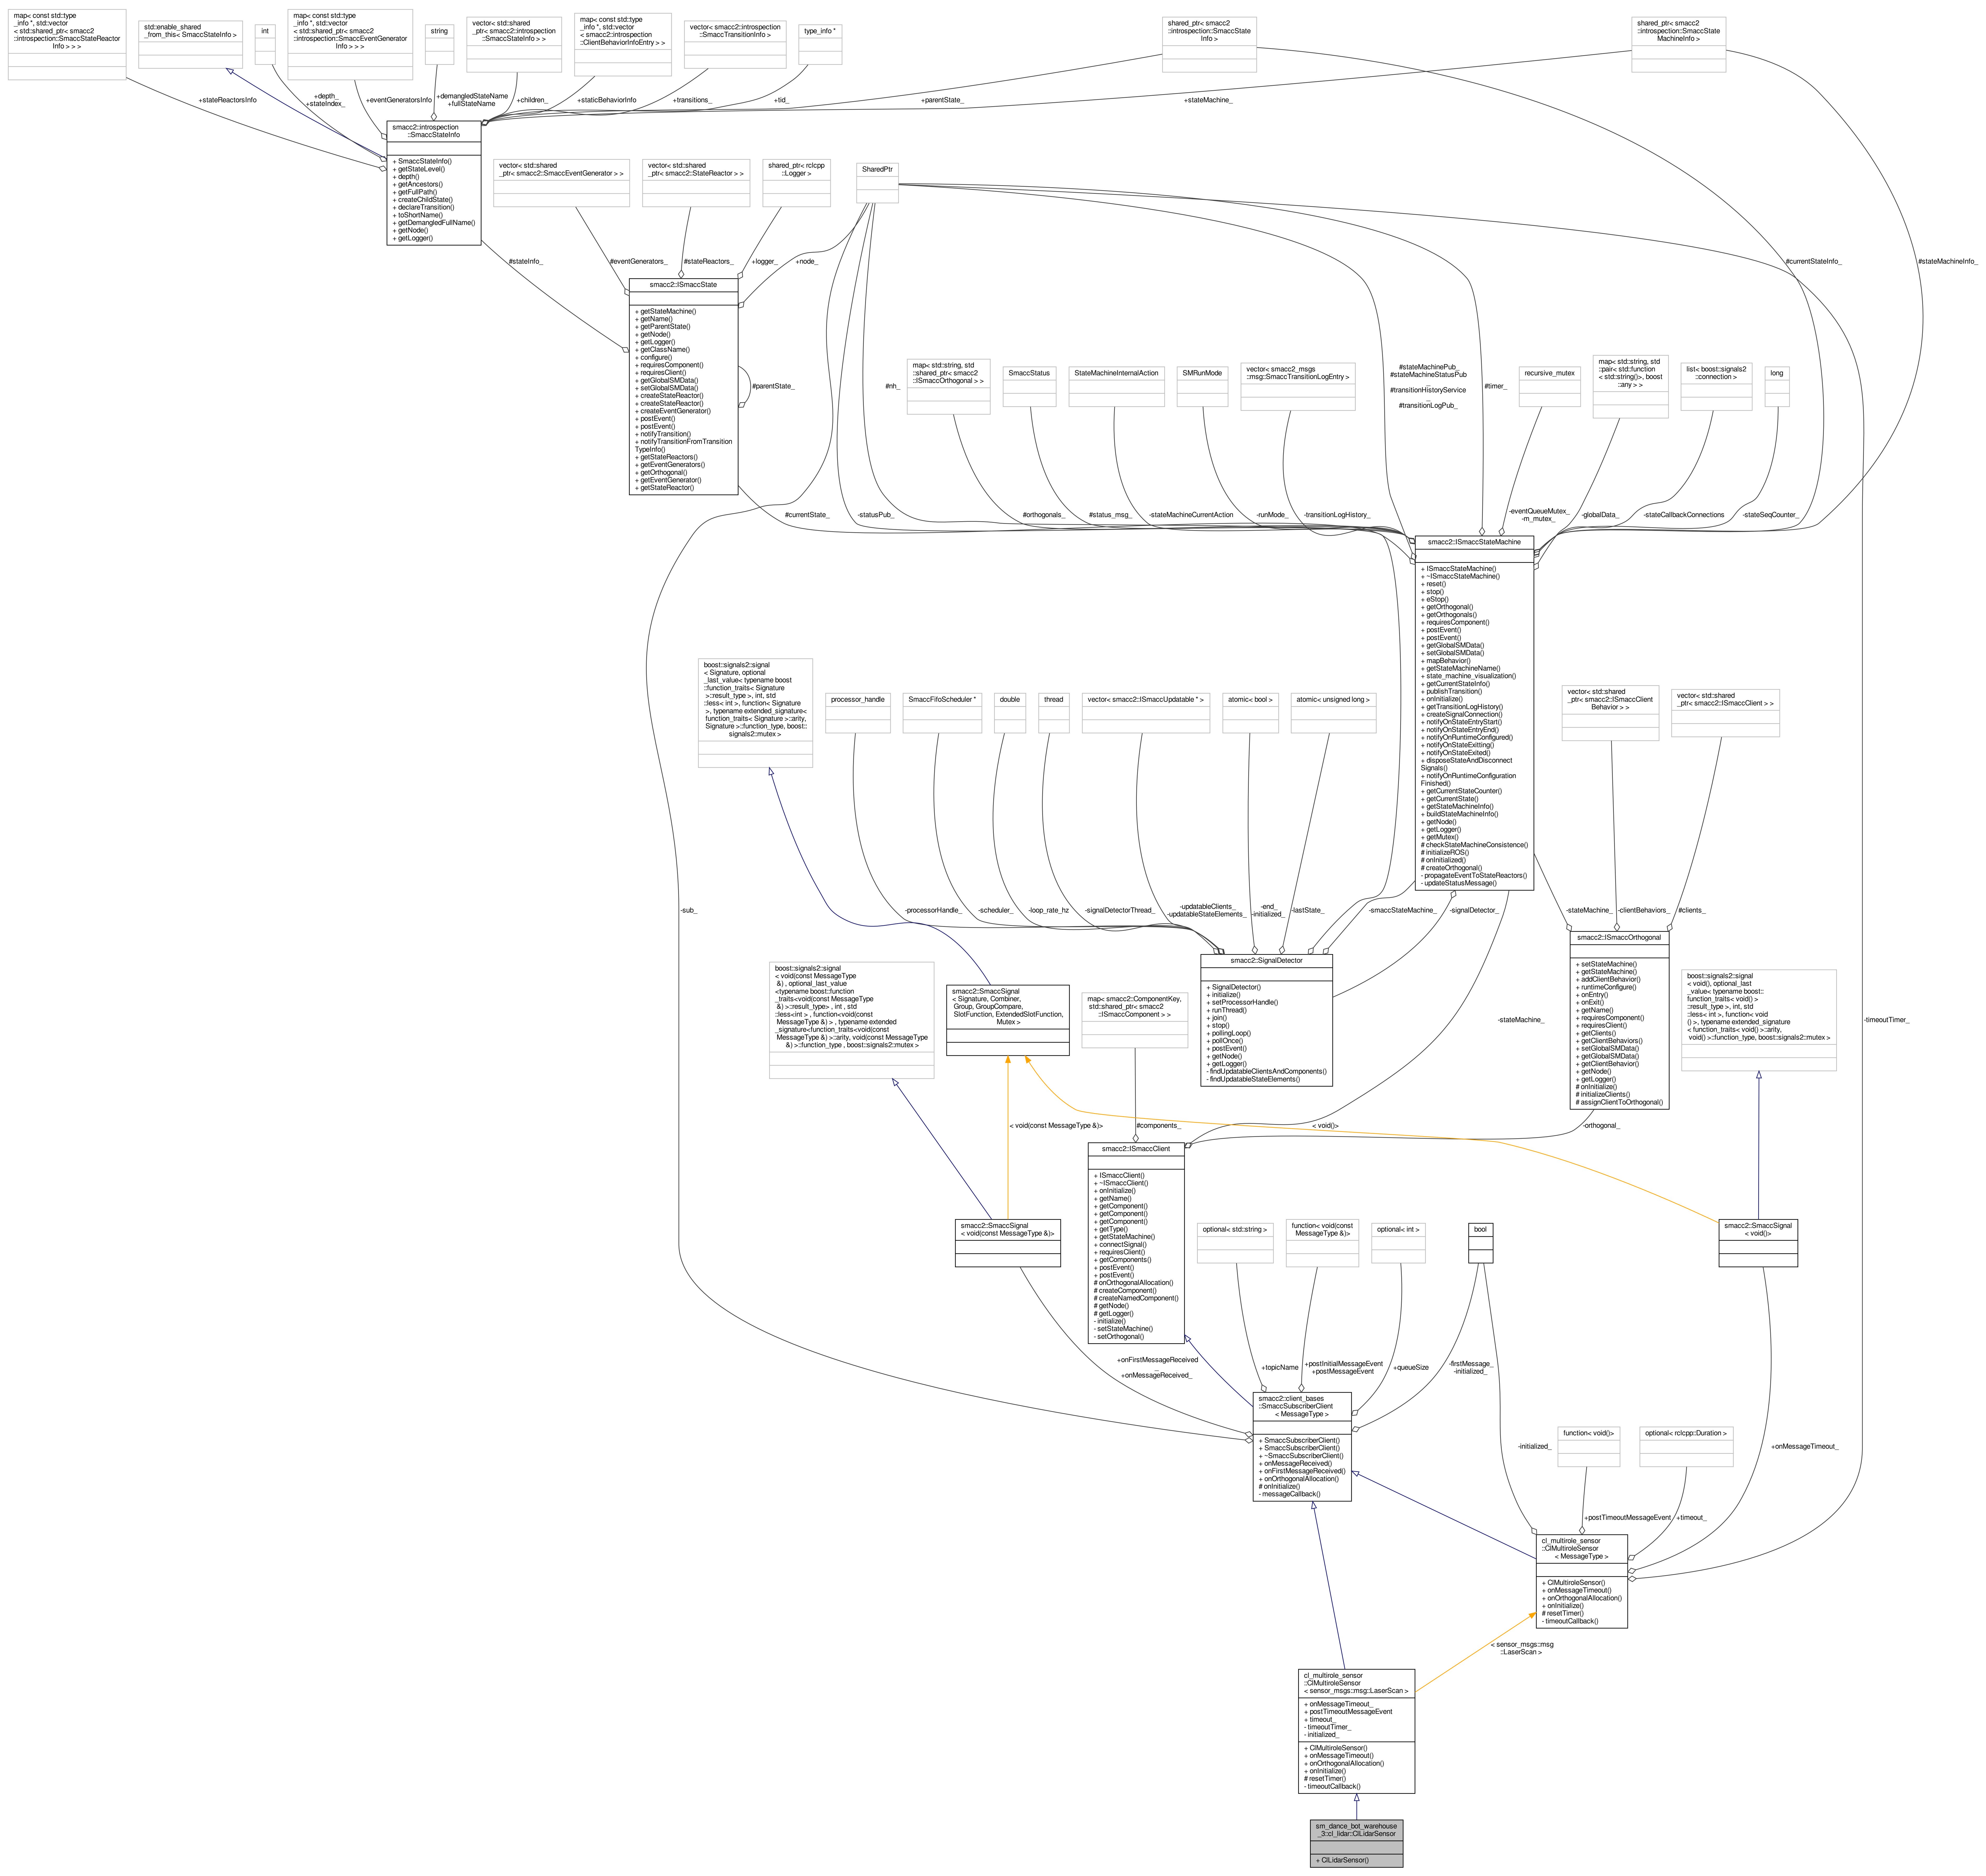 map< const std::type
_info *, std::vector
< std::shared_ptr< smacc2
::introspection::SmaccStateReactor
Info > > >
std::enable_shared
_from_this< SmaccStateInfo >
int
map< const std::type
_info *, std::vector
< std::shared_ptr< smacc2
::introspection::SmaccEventGenerator
Info > > >
string
vector< std::shared
_ptr< smacc2::introspection
::SmaccStateInfo > >
map< const std::type
_info *, std::vector
< smacc2::introspection
::ClientBehaviorInfoEntry > >
vector< smacc2::introspection
::SmaccTransitionInfo >
type_info *
shared_ptr< smacc2
::introspection::SmaccState
Info >
shared_ptr< smacc2
::introspection::SmaccState
MachineInfo >
+stateReactorsInfo
+depth_
+stateIndex_
+eventGeneratorsInfo
+demangledStateName
+fullStateName
+children_
+staticBehaviorInfo
+transitions_
+tid_
+parentState_
+stateMachine_
smacc2::introspection
::SmaccStateInfo
+ SmaccStateInfo()
+ getStateLevel()
+ depth()
+ getAncestors()
+ getFullPath()
+ createChildState()
+ declareTransition()
+ toShortName()
+ getDemangledFullName()
+ getNode()
+ getLogger()
vector< std::shared
_ptr< smacc2::SmaccEventGenerator > >
vector< std::shared
_ptr< smacc2::StateReactor > >
shared_ptr< rclcpp
::Logger >
SharedPtr
#stateInfo_
#eventGenerators_
#stateReactors_
+logger_
+node_
#currentStateInfo_
#stateMachineInfo_
smacc2::ISmaccState
+ getStateMachine()
+ getName()
+ getParentState()
+ getNode()
+ getLogger()
+ getClassName()
+ configure()
+ requiresComponent()
+ requiresClient()
+ getGlobalSMData()
+ setGlobalSMData()
+ createStateReactor()
+ createStateReactor()
+ createEventGenerator()
+ postEvent()
+ postEvent()
+ notifyTransition()
+ notifyTransitionFromTransition
TypeInfo()
+ getStateReactors()
+ getEventGenerators()
+ getOrthogonal()
+ getEventGenerator()
+ getStateReactor()
#parentState_
#nh_
map< std::string, std
::shared_ptr< smacc2
::ISmaccOrthogonal > >
SmaccStatus
StateMachineInternalAction
SMRunMode
vector< smacc2_msgs
::msg::SmaccTransitionLogEntry >
#stateMachinePub_
#stateMachineStatusPub
_
#transitionHistoryService
_
#transitionLogPub_
#timer_
recursive_mutex
map< std::string, std
::pair< std::function
< std::string()>, boost
::any > >
list< boost::signals2
::connection >
long
#currentState_
-statusPub_
#orthogonals_
#status_msg_
-stateMachineCurrentAction
-runMode_
-transitionLogHistory_
-eventQueueMutex_
-m_mutex_
-globalData_
-stateCallbackConnections
-stateSeqCounter_
smacc2::ISmaccStateMachine
+ ISmaccStateMachine()
+ ~ISmaccStateMachine()
+ reset()
+ stop()
+ eStop()
+ getOrthogonal()
+ getOrthogonals()
+ requiresComponent()
+ postEvent()
+ postEvent()
+ getGlobalSMData()
+ setGlobalSMData()
+ mapBehavior()
+ getStateMachineName()
+ state_machine_visualization()
+ getCurrentStateInfo()
+ publishTransition()
+ onInitialize()
+ getTransitionLogHistory()
+ createSignalConnection()
+ notifyOnStateEntryStart()
+ notifyOnStateEntryEnd()
+ notifyOnRuntimeConfigured()
+ notifyOnStateExitting()
+ notifyOnStateExited()
+ disposeStateAndDisconnect
Signals()
+ notifyOnRuntimeConfiguration
Finished()
+ getCurrentStateCounter()
+ getCurrentState()
+ getStateMachineInfo()
+ buildStateMachineInfo()
+ getNode()
+ getLogger()
+ getMutex()
# checkStateMachineConsistence()
# initializeROS()
# onInitialized()
# createOrthogonal()
- propagateEventToStateReactors()
- updateStatusMessage()
boost::signals2::signal
< Signature, optional
_last_value< typename boost
::function_traits< Signature
>::result_type >, int, std
::less< int >, function< Signature
>, typename extended_signature<
function_traits< Signature >::arity,
Signature >::function_type, boost::
signals2::mutex >
processor_handle
SmaccFifoScheduler *
double
thread
vector< smacc2::ISmaccUpdatable * >
atomic< bool >
atomic< unsigned long >
vector< std::shared
_ptr< smacc2::ISmaccClient
Behavior > >
vector< std::shared
_ptr< smacc2::ISmaccClient > >
-sub_
-processorHandle_
-scheduler_
-loop_rate_hz
-signalDetectorThread_
-updatableClients_
-updatableStateElements_
-end_
-initialized_
-lastState_
-smaccStateMachine_
-signalDetector_
-stateMachine_
-clientBehaviors_
#clients_
smacc2::SignalDetector
+ SignalDetector()
+ initialize()
+ setProcessorHandle()
+ runThread()
+ join()
+ stop()
+ pollingLoop()
+ pollOnce()
+ postEvent()
+ getNode()
+ getLogger()
- findUpdatableClientsAndComponents()
- findUpdatableStateElements()
smacc2::ISmaccOrthogonal
+ setStateMachine()
+ getStateMachine()
+ addClientBehavior()
+ runtimeConfigure()
+ onEntry()
+ onExit()
+ getName()
+ requiresComponent()
+ requiresClient()
+ getClients()
+ getClientBehaviors()
+ setGlobalSMData()
+ getGlobalSMData()
+ getClientBehavior()
+ getNode()
+ getLogger()
# onInitialize()
# initializeClients()
# assignClientToOrthogonal()
boost::signals2::signal
< void(const MessageType
&) , optional_last_value
<typename boost::function
_traits<void(const MessageType
&) >::result_type> , int , std
::less<int > , function<void(const
MessageType &) > , typename extended
_signature<function_traits<void(const
MessageType &) >::arity, void(const MessageType
&) >::function_type , boost::signals2::mutex >
smacc2::SmaccSignal
< Signature, Combiner,
Group, GroupCompare,
SlotFunction, ExtendedSlotFunction,
Mutex >
map< smacc2::ComponentKey,
std::shared_ptr< smacc2
::ISmaccComponent > >
boost::signals2::signal
< void(), optional_last
_value< typename boost::
function_traits< void() >
::result_type >, int, std
::less< int >, function< void
() >, typename extended_signature
< function_traits< void() >::arity,
void() >::function_type, boost::signals2::mutex >
-stateMachine_
-timeoutTimer_
< void(const MessageType &)>
#components_
< void()>
-orthogonal_
smacc2::ISmaccClient
+ ISmaccClient()
+ ~ISmaccClient()
+ onInitialize()
+ getName()
+ getComponent()
+ getComponent()
+ getComponent()
+ getType()
+ getStateMachine()
+ connectSignal()
+ requiresClient()
+ getComponents()
+ postEvent()
+ postEvent()
# onOrthogonalAllocation()
# createComponent()
# createNamedComponent()
# getNode()
# getLogger()
- initialize()
- setStateMachine()
- setOrthogonal()
smacc2::SmaccSignal
< void(const MessageType &)>
optional< std::string >
function< void(const
MessageType &)>
optional< int >
bool
smacc2::SmaccSignal
< void()>
+onFirstMessageReceived
_
+onMessageReceived_
+topicName
+postInitialMessageEvent
+postMessageEvent
+queueSize
-firstMessage_
-initialized_
smacc2::client_bases
::SmaccSubscriberClient
< MessageType >
+ SmaccSubscriberClient()
+ SmaccSubscriberClient()
+ ~SmaccSubscriberClient()
+ onMessageReceived()
+ onFirstMessageReceived()
+ onOrthogonalAllocation()
# onInitialize()
- messageCallback()
function< void()>
optional< rclcpp::Duration >
-initialized_
+onMessageTimeout_
+postTimeoutMessageEvent
+timeout_
cl_multirole_sensor
::ClMultiroleSensor
< MessageType >
+ ClMultiroleSensor()
+ onMessageTimeout()
+ onOrthogonalAllocation()
+ onInitialize()
# resetTimer()
- timeoutCallback()
< sensor_msgs::msg
::LaserScan >
cl_multirole_sensor
::ClMultiroleSensor
< sensor_msgs::msg::LaserScan >
+ onMessageTimeout_
+ postTimeoutMessageEvent
+ timeout_
- timeoutTimer_
- initialized_
+ ClMultiroleSensor()
+ onMessageTimeout()
+ onOrthogonalAllocation()
+ onInitialize()
# resetTimer()
- timeoutCallback()
sm_dance_bot_warehouse
_3::cl_lidar::ClLidarSensor
+ ClLidarSensor()